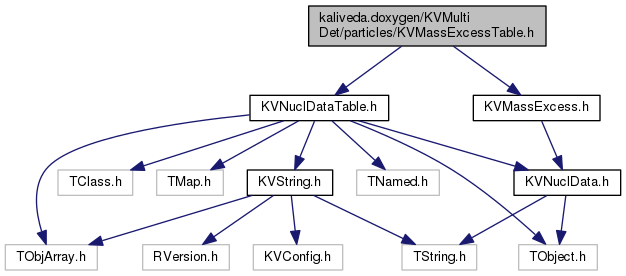 kaliveda.doxygen/KVMulti
Det/particles/KVMassExcessTable.h
KVNuclDataTable.h
KVMassExcess.h
TClass.h
TMap.h
KVString.h
TNamed.h
KVNuclData.h
TObjArray.h
RVersion.h
KVConfig.h
TString.h
TObject.h